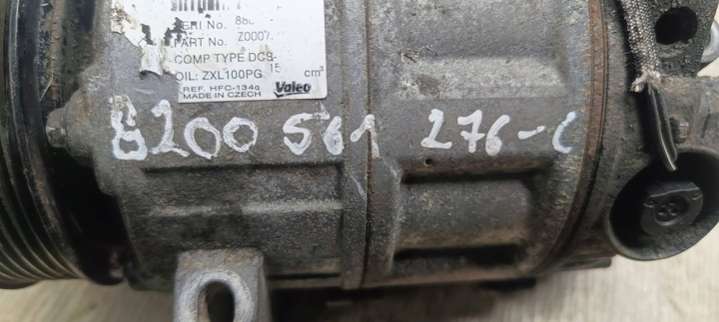 SERI No. 88
PART No. Z0007
COMP TYPE DCS-
OIL: ZXL100PG 15 cm³
REF. HFC-134a
MADE IN CZECH Valeo
8200 561 276-C